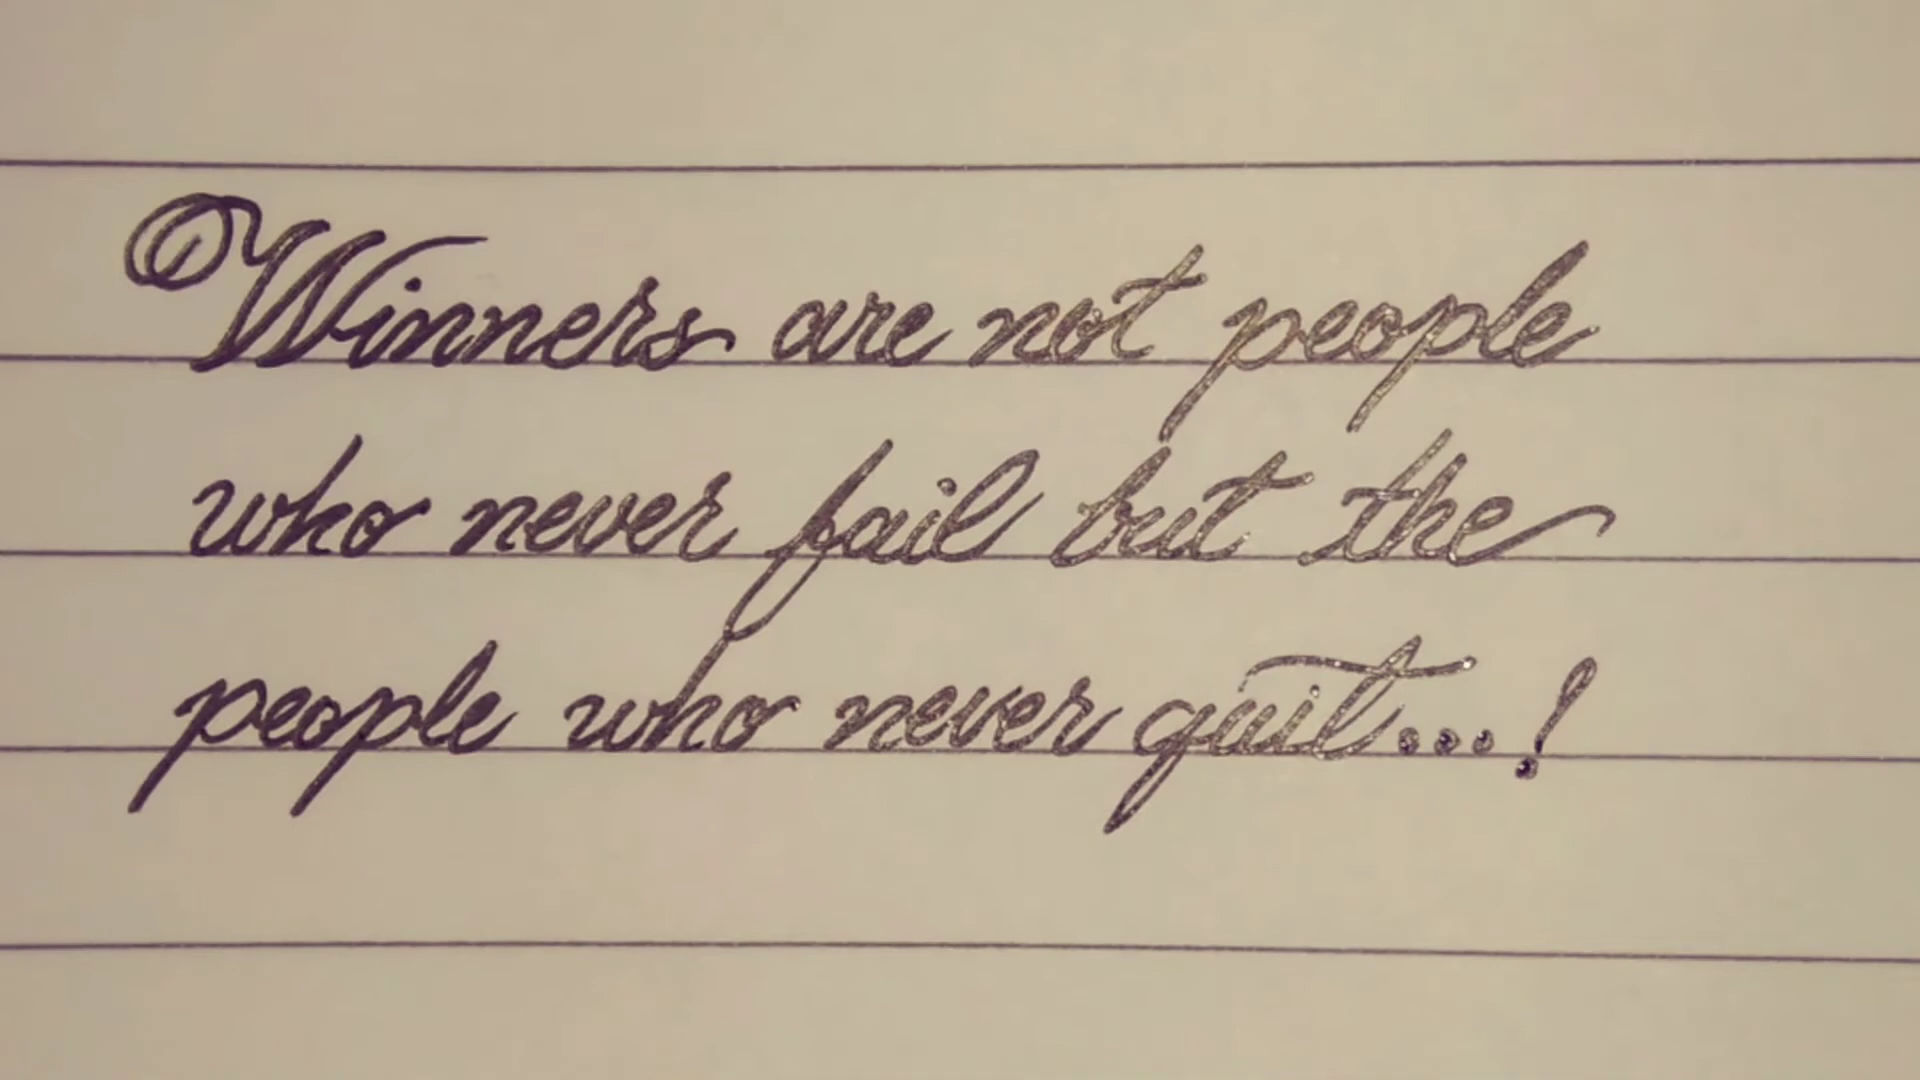 Winners are not people
who never fail but the
people who never quit...!